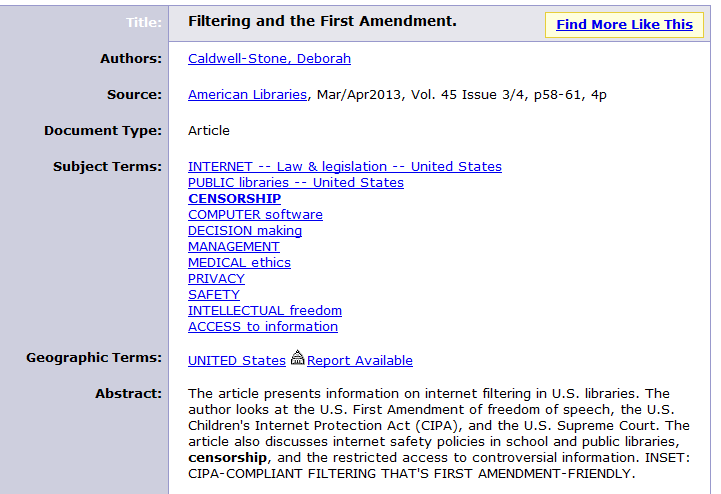 Title: Filtering and the First Amendment. Find More Like This
Authors: Caldwell-Stone, Deborah
Source: American Libraries, Mar/Apr2013, Vol. 45 Issue 3/4, p58-61, 4p
Document Type: Article
Subject Terms: INTERNET -- Law & legislation -- United States
PUBLIC libraries -- United States
CENSORSHIP
COMPUTER software
DECISION making
MANAGEMENT
MEDICAL ethics
PRIVACY
SAFETY
INTELLECTUAL freedom
ACCESS to information
Geographic Terms: UNITED States Report Available
Abstract: The article presents information on internet filtering in U.S. libraries. The
author looks at the U.S. First Amendment of freedom of speech, the U.S.
Children's Internet Protection Act (CIPA), and the U.S. Supreme Court. The
article also discusses internet safety policies in school and public libraries,
censorship, and the restricted access to controversial information. INSET:
CIPA-COMPLIANT FILTERING THAT'S FIRST AMENDMENT-FRIENDLY.